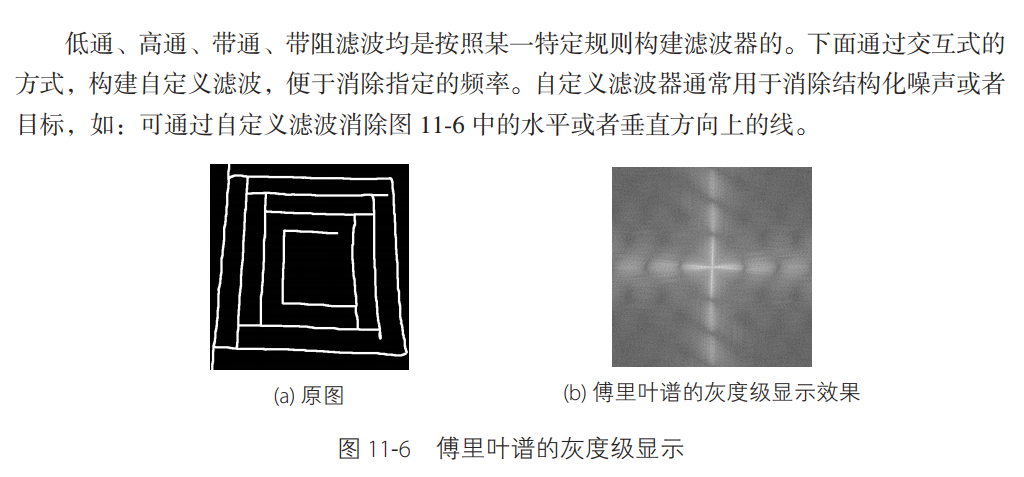 低通、高通、带通、带阻滤波均是按照某一特定规则构建滤波器的。下面通过交互式的
方式，构建自定义滤波，便于消除指定的频率。自定义滤波器通常用于消除结构化噪声或者
目标，如：可通过自定义滤波消除图 11-6 中的水平或者垂直方向上的线。
(a) 原图
(b) 傅里叶谱的灰度级显示效果
图 11-6 傅里叶谱的灰度级显示